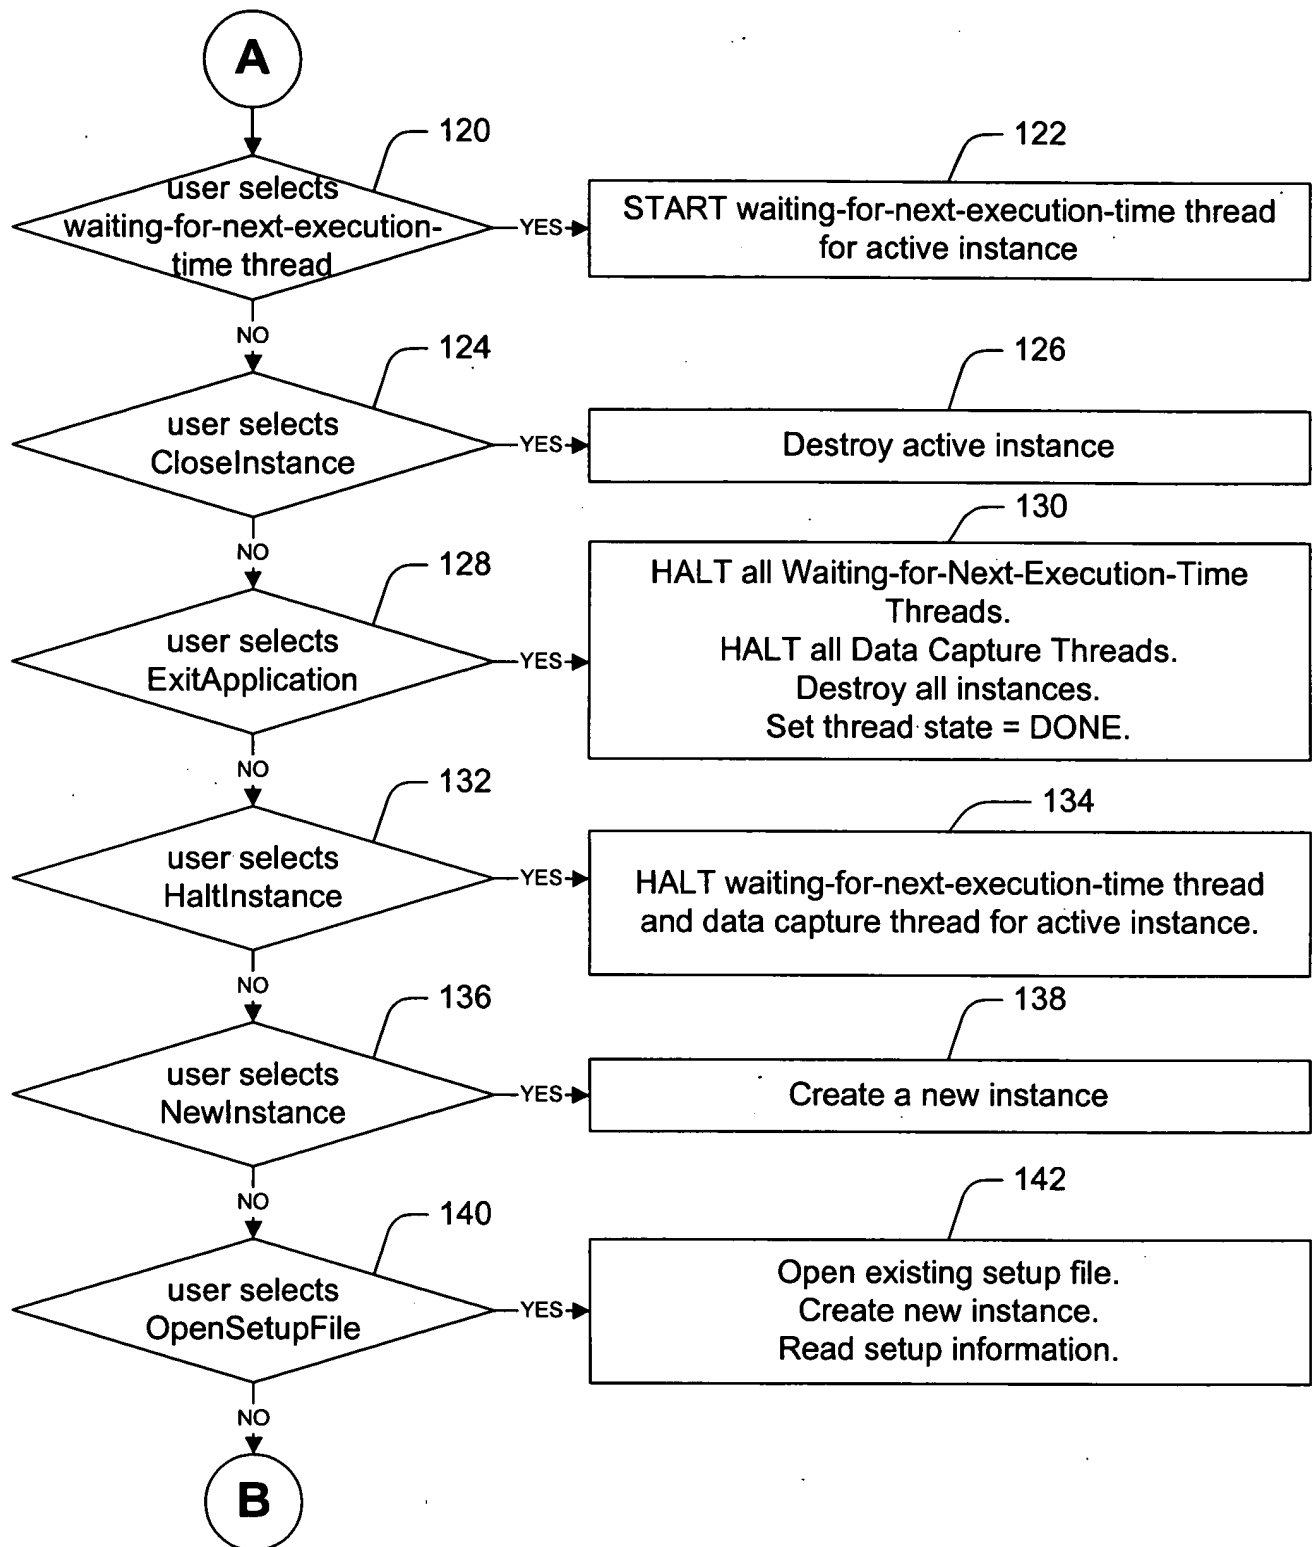 A
120
user selects
waiting-for-next-execution-
time thread
YES
122
START waiting-for-next-execution-time thread
for active instance
NO
124
user selects
CloseInstance
YES
126
Destroy active instance
NO
128
user selects
ExitApplication
YES
130
HALT all Waiting-for-Next-Execution-Time
Threads.
HALT all Data Capture Threads.
Destroy all instances.
Set thread state = DONE.
NO
132
user selects
HaltInstance
YES
134
HALT waiting-for-next-execution-time thread
and data capture thread for active instance.
NO
136
user selects
NewInstance
YES
138
Create a new instance
NO
140
user selects
OpenSetupFile
YES
142
Open existing setup file.
Create new instance.
Read setup information.
NO
B